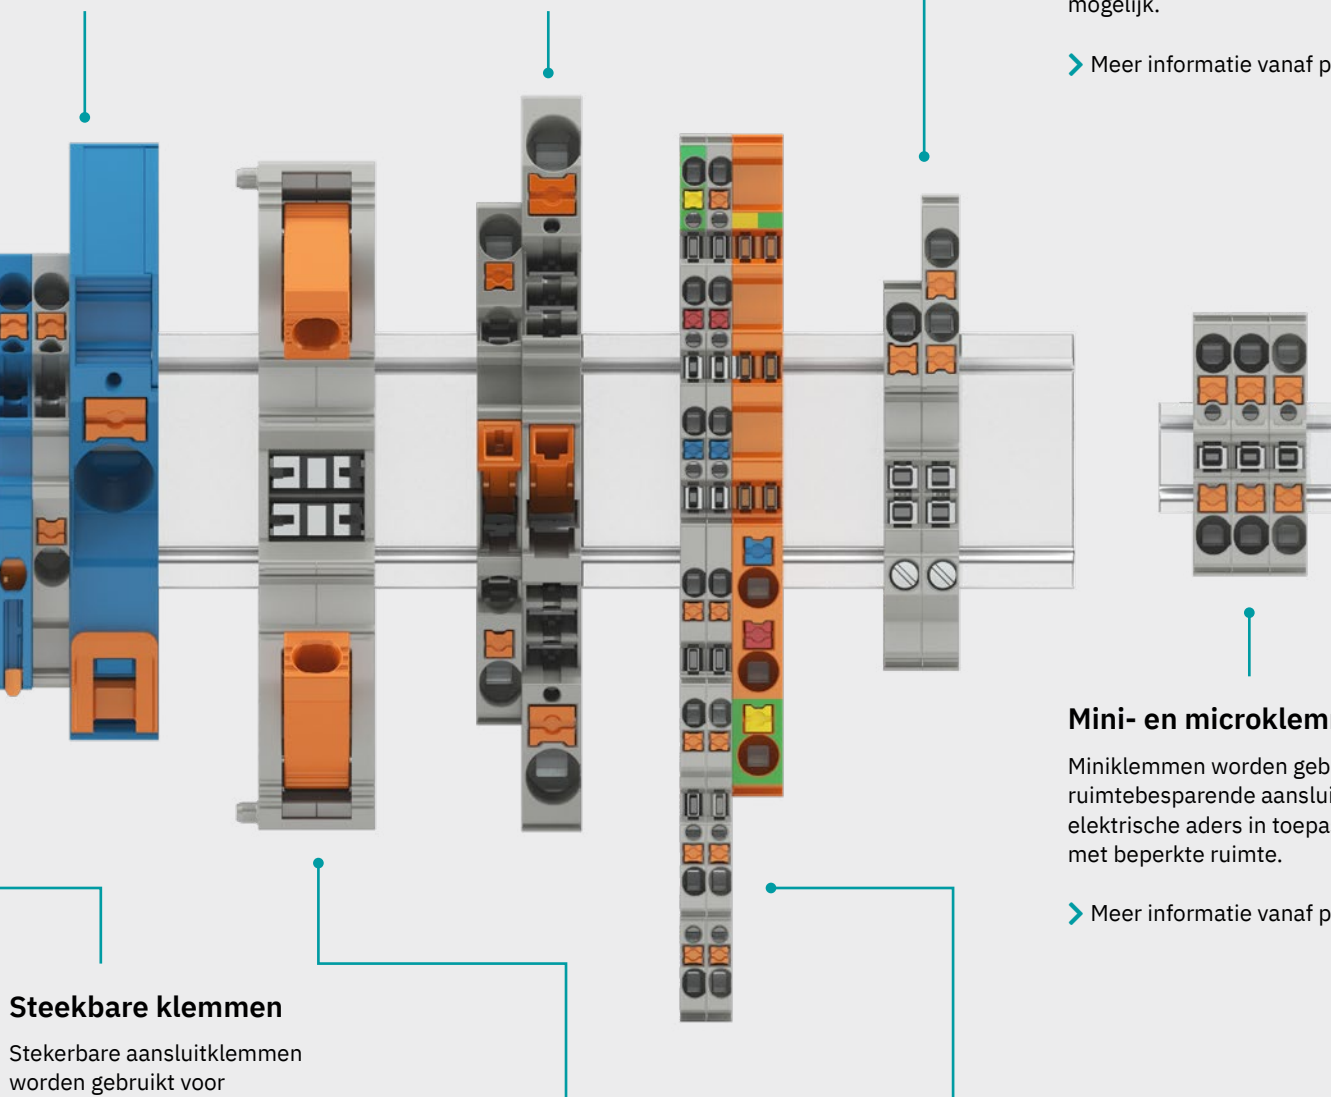 mogelijk.
Meer informatie vanaf p
Mini- en microklem
Miniklemmen worden geb
ruimtebesparende aanslui
elektrische aders in toepa
met beperkte ruimte.
Meer informatie vanaf p
Steekbare klemmen
Stekerbare aansluitklemmen
worden gebruikt voor